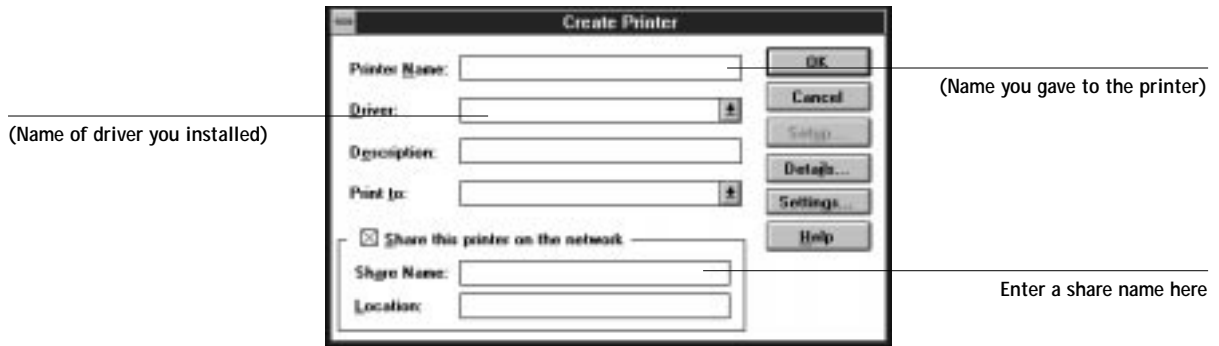 Create Printer
Printer Name:
OK
(Name you gave to the printer)
Cancel
Driver:
(Name of driver you installed)
Setup...
Description:
Details...
Print to:
Settings...
Share this printer on the network
Help
Share Name:
Enter a share name here
Location: